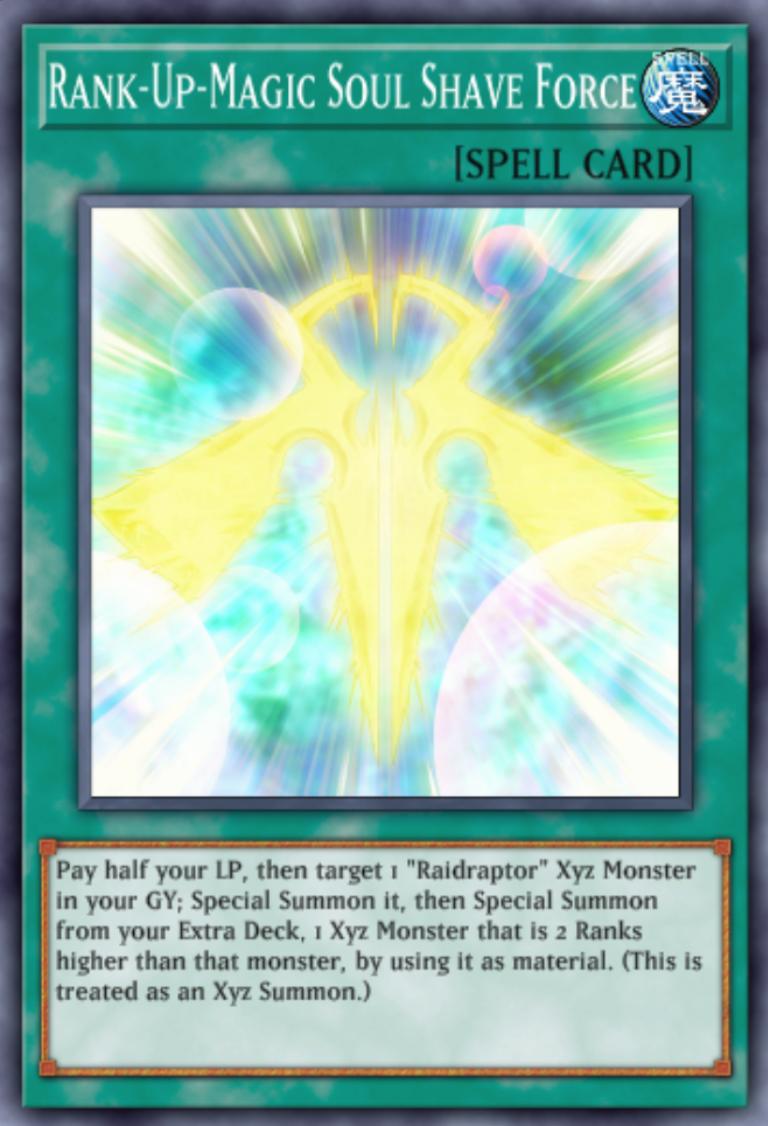 Rank-Up-Magic Soul Shave Force
SPELL
魔
[SPELL CARD]
Pay half your LP, then target 1 "Raidraptor" Xyz Monster
in your GY; Special Summon it, then Special Summon
from your Extra Deck, 1 Xyz Monster that is 2 Ranks
higher than that monster, by using it as material. (This is
treated as an Xyz Summon.)